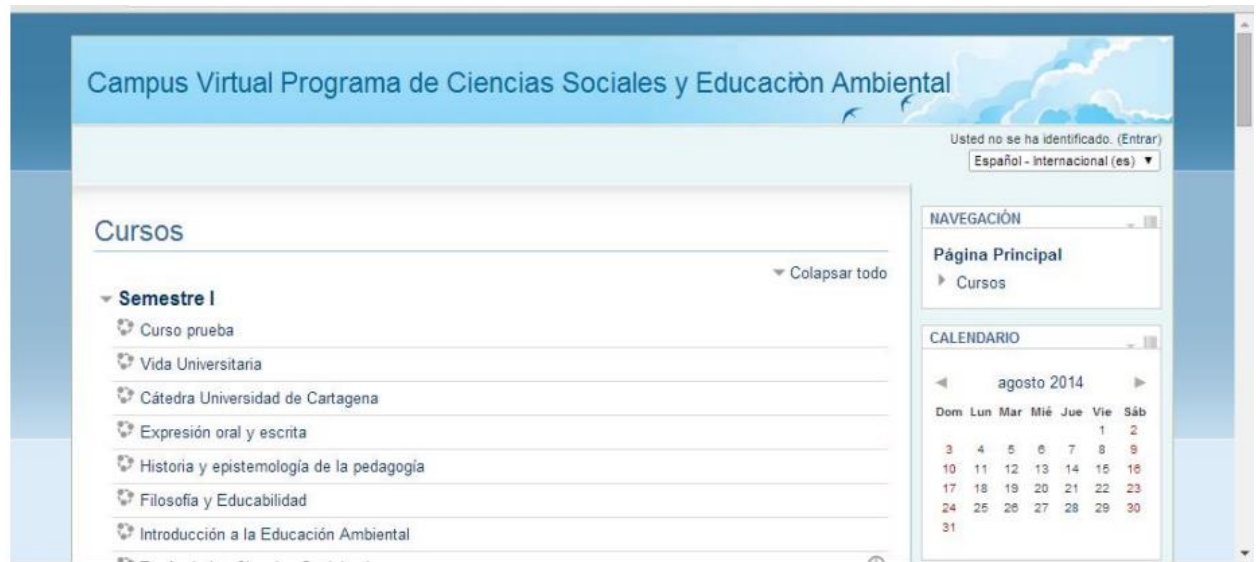 Campus Virtual Programa de Ciencias Sociales y Educaciòn Ambiental
Usted no se ha identificado. (Entrar)
Español - Internacional (es)
Cursos
Colapsar todo
Semestre I
Curso prueba
Vida Universitaria
Cátedra Universidad de Cartagena
Expresión oral y escrita
Historia y epistemología de la pedagogía
Filosofía y Educabilidad
Introducción a la Educación Ambiental
NAVEGACIÓN
Página Principal
Cursos
CALENDARIO
agosto 2014
Dom Lun Mar Mié Jue Vie Sáb
1 2
3 4 5 6 7 8 9
10 11 12 13 14 15 16
17 18 19 20 21 22 23
24 25 26 27 28 29 30
31